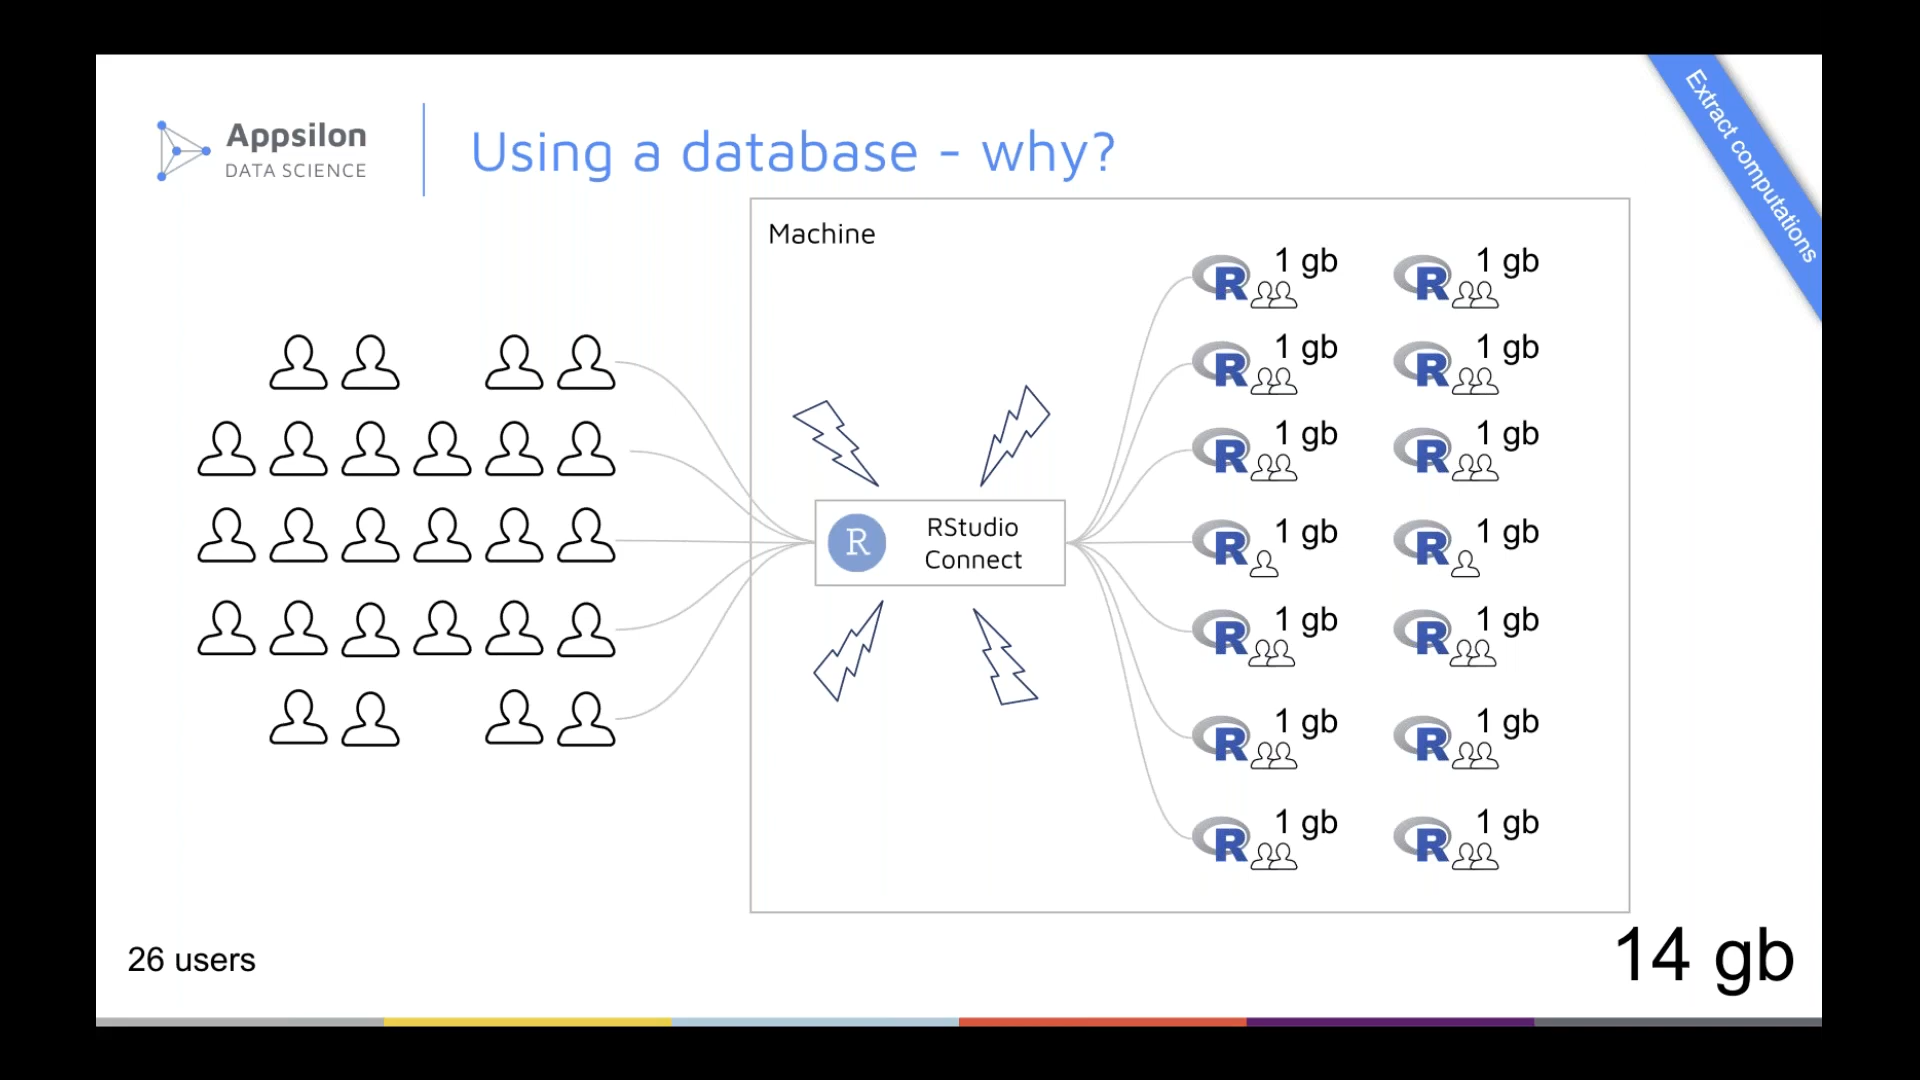 Appsilon
DATA SCIENCE
Using a database - why?
Extract computations
Machine
R 1 gb R 1 gb
R 1 gb R 1 gb
R 1 gb R 1 gb
R 1 gb R 1 gb
R 1 gb R 1 gb
R 1 gb R 1 gb
R 1 gb R 1 gb
R
RStudio
Connect
26 users
14 gb